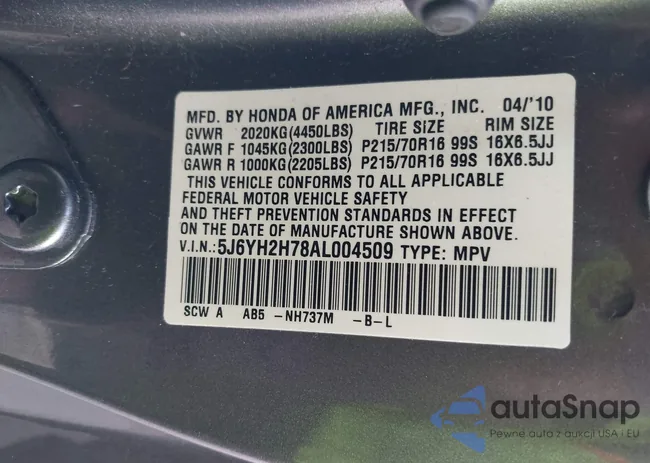 MFD. BY HONDA OF AMERICA MFG., INC. 04/'10
GVWR 2020KG(4450LBS) TIRE SIZE RIM SIZE
GAWR F 1045KG(2300LBS) P215/70R16 99S 16X6.5JJ
GAWR R 1000KG(2205LBS) P215/70R16 99S 16X6.5JJ
THIS VEHICLE CONFORMS TO ALL APPLICABLE
FEDERAL MOTOR VEHICLE SAFETY
AND THEFT PREVENTION STANDARDS IN EFFECT
ON THE DATE OF MANUFACTURE SHOWN ABOVE.
V.I.N.: 5J6YH2H78AL004509 TYPE: MPV
SCW A AB5 -NH737M -B-L
autaSnap
Pewne auta z aukcji USA i EU